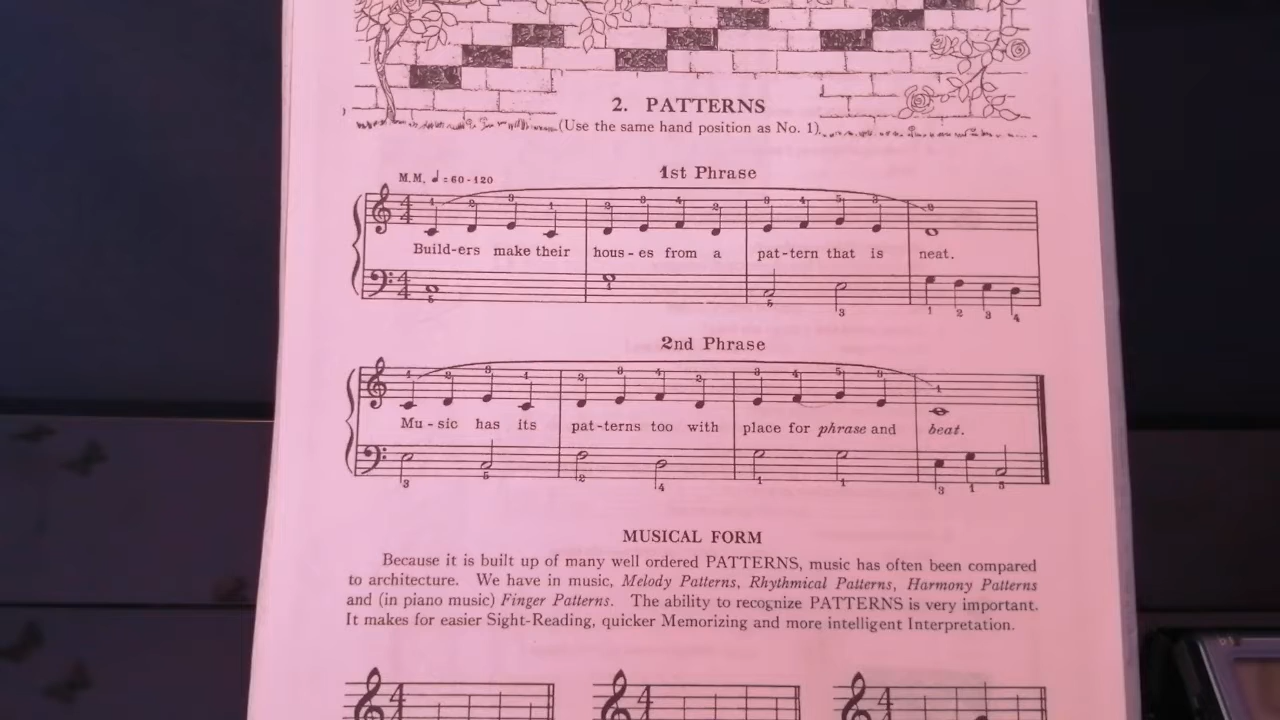 2. PATTERNS
(Use the same hand position as No. 1)
1st Phrase
M.M. 𝅗𝅥 = 60-120
Build-ers make their hous-es from a pat-tern that is neat.
2nd Phrase
Mu-sic has its pat-terns too with place for phrase and beat.
MUSICAL FORM
Because it is built up of many well ordered PATTERNS, music has often been compared
to architecture. We have in music, Melody Patterns, Rhythmical Patterns, Harmony Patterns
and (in piano music) Finger Patterns. The ability to recognize PATTERNS is very important.
It makes for easier Sight-Reading, quicker Memorizing and more intelligent Interpretation.